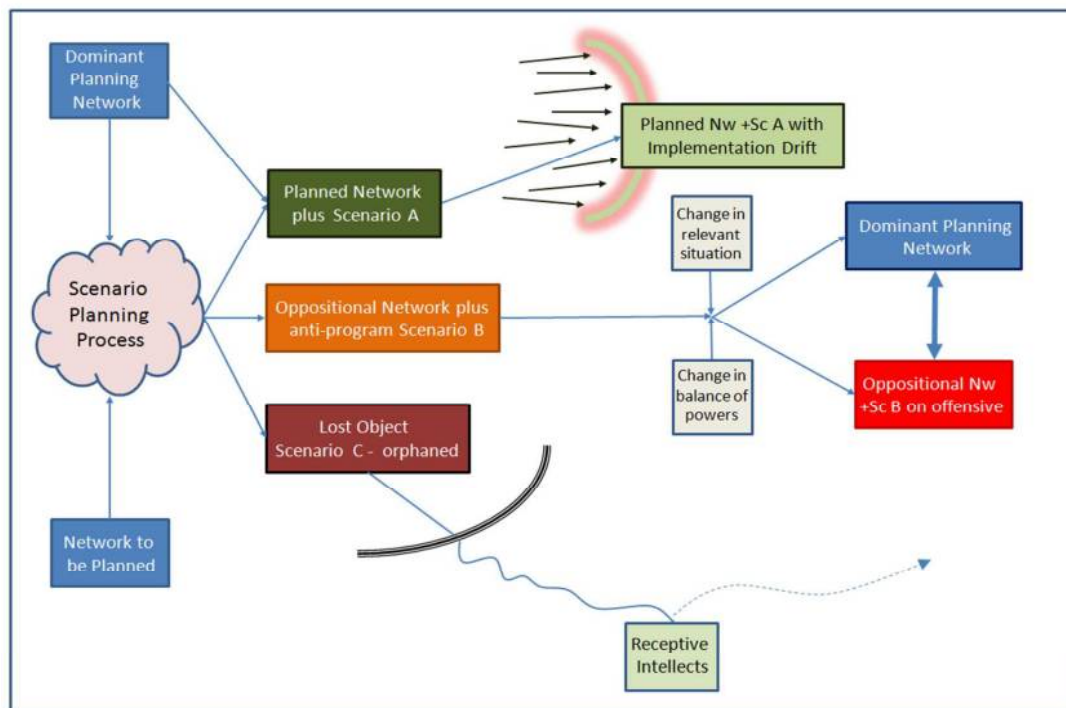 Dominant
Planning
Network
Planned Nw +Sc A with
Implementation Drift
Planned Network
plus Scenario A
Change in
relevant
situation
Dominant Planning
Network
Scenario
Planning
Process
Oppositional Network plus
anti-program Scenario B
Change in
balance of
powers
Oppositional Nw
+Sc B on offensive
Lost Object
Scenario C - orphaned
Network to
be Planned
Receptive
Intellects